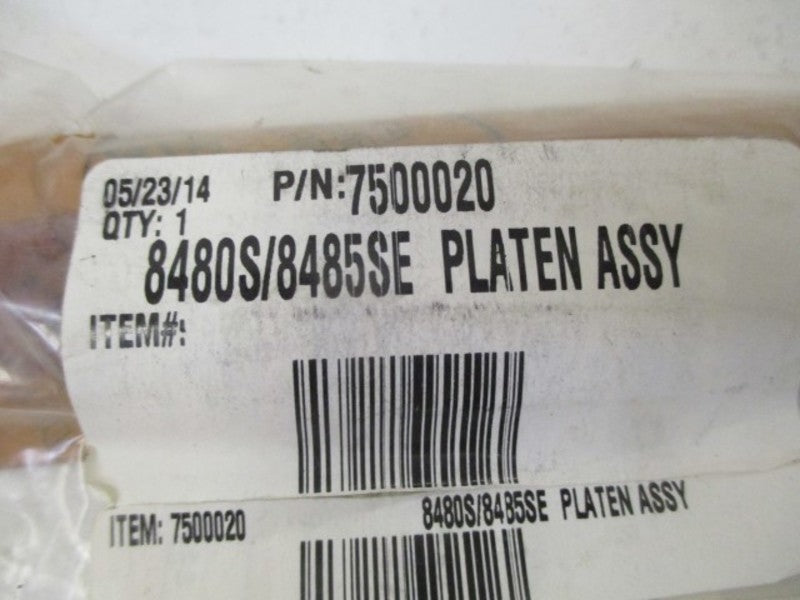 05/23/14 P/N:7500020
QTY: 1
8480S/8485SE PLATEN ASSY
ITEM#:
ITEM: 7500020 8480S/8485SE PLATEN ASSY